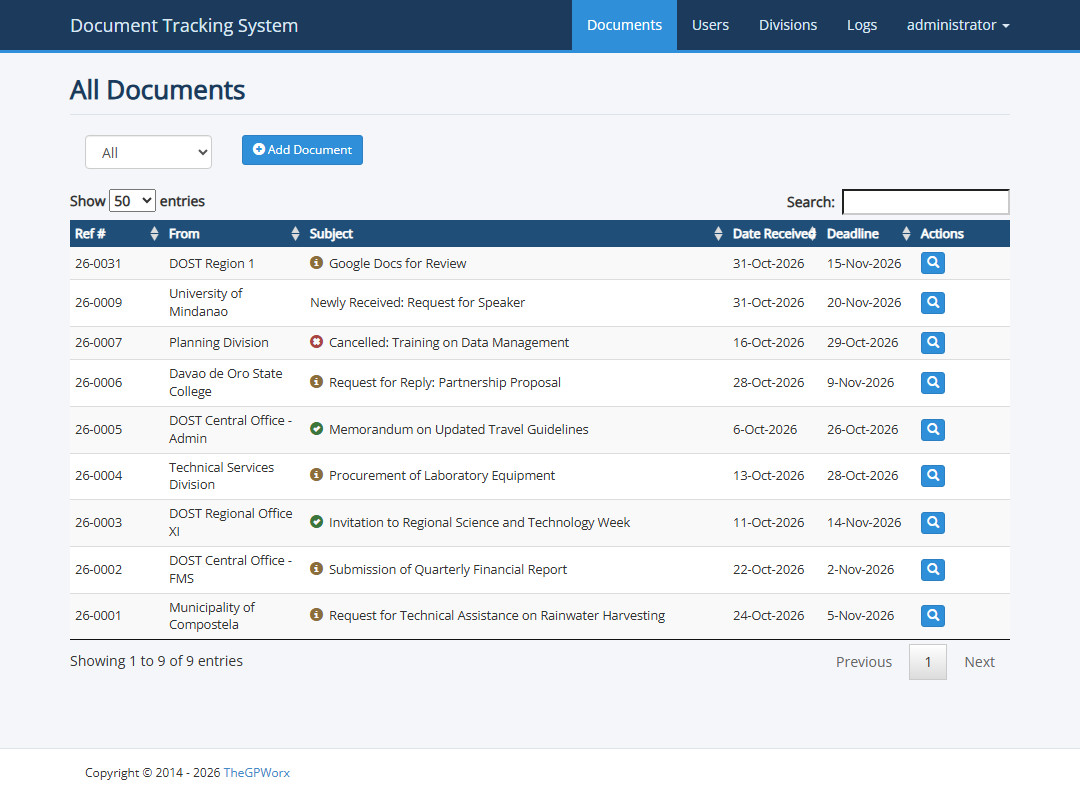 Document Tracking System Documents Users Divisions Logs administrator
All Documents
All Add Document
Show 50 entries Search:
Ref # From Subject Date Received Deadline Actions
26-0031 DOST Region 1 Google Docs for Review 31-Oct-2026 15-Nov-2026
26-0009 University of Mindanao Newly Received: Request for Speaker 31-Oct-2026 20-Nov-2026
26-0007 Planning Division Cancelled: Training on Data Management 16-Oct-2026 29-Oct-2026
26-0006 Davao de Oro State College Request for Reply: Partnership Proposal 28-Oct-2026 9-Nov-2026
26-0005 DOST Central Office - Admin Memorandum on Updated Travel Guidelines 6-Oct-2026 26-Oct-2026
26-0004 Technical Services Division Procurement of Laboratory Equipment 13-Oct-2026 28-Oct-2026
26-0003 DOST Regional Office XI Invitation to Regional Science and Technology Week 11-Oct-2026 14-Nov-2026
26-0002 DOST Central Office - FMS Submission of Quarterly Financial Report 22-Oct-2026 2-Nov-2026
26-0001 Municipality of Compostela Request for Technical Assistance on Rainwater Harvesting 24-Oct-2026 5-Nov-2026
Showing 1 to 9 of 9 entries Previous 1 Next
Copyright © 2014 - 2026 TheGPWorx